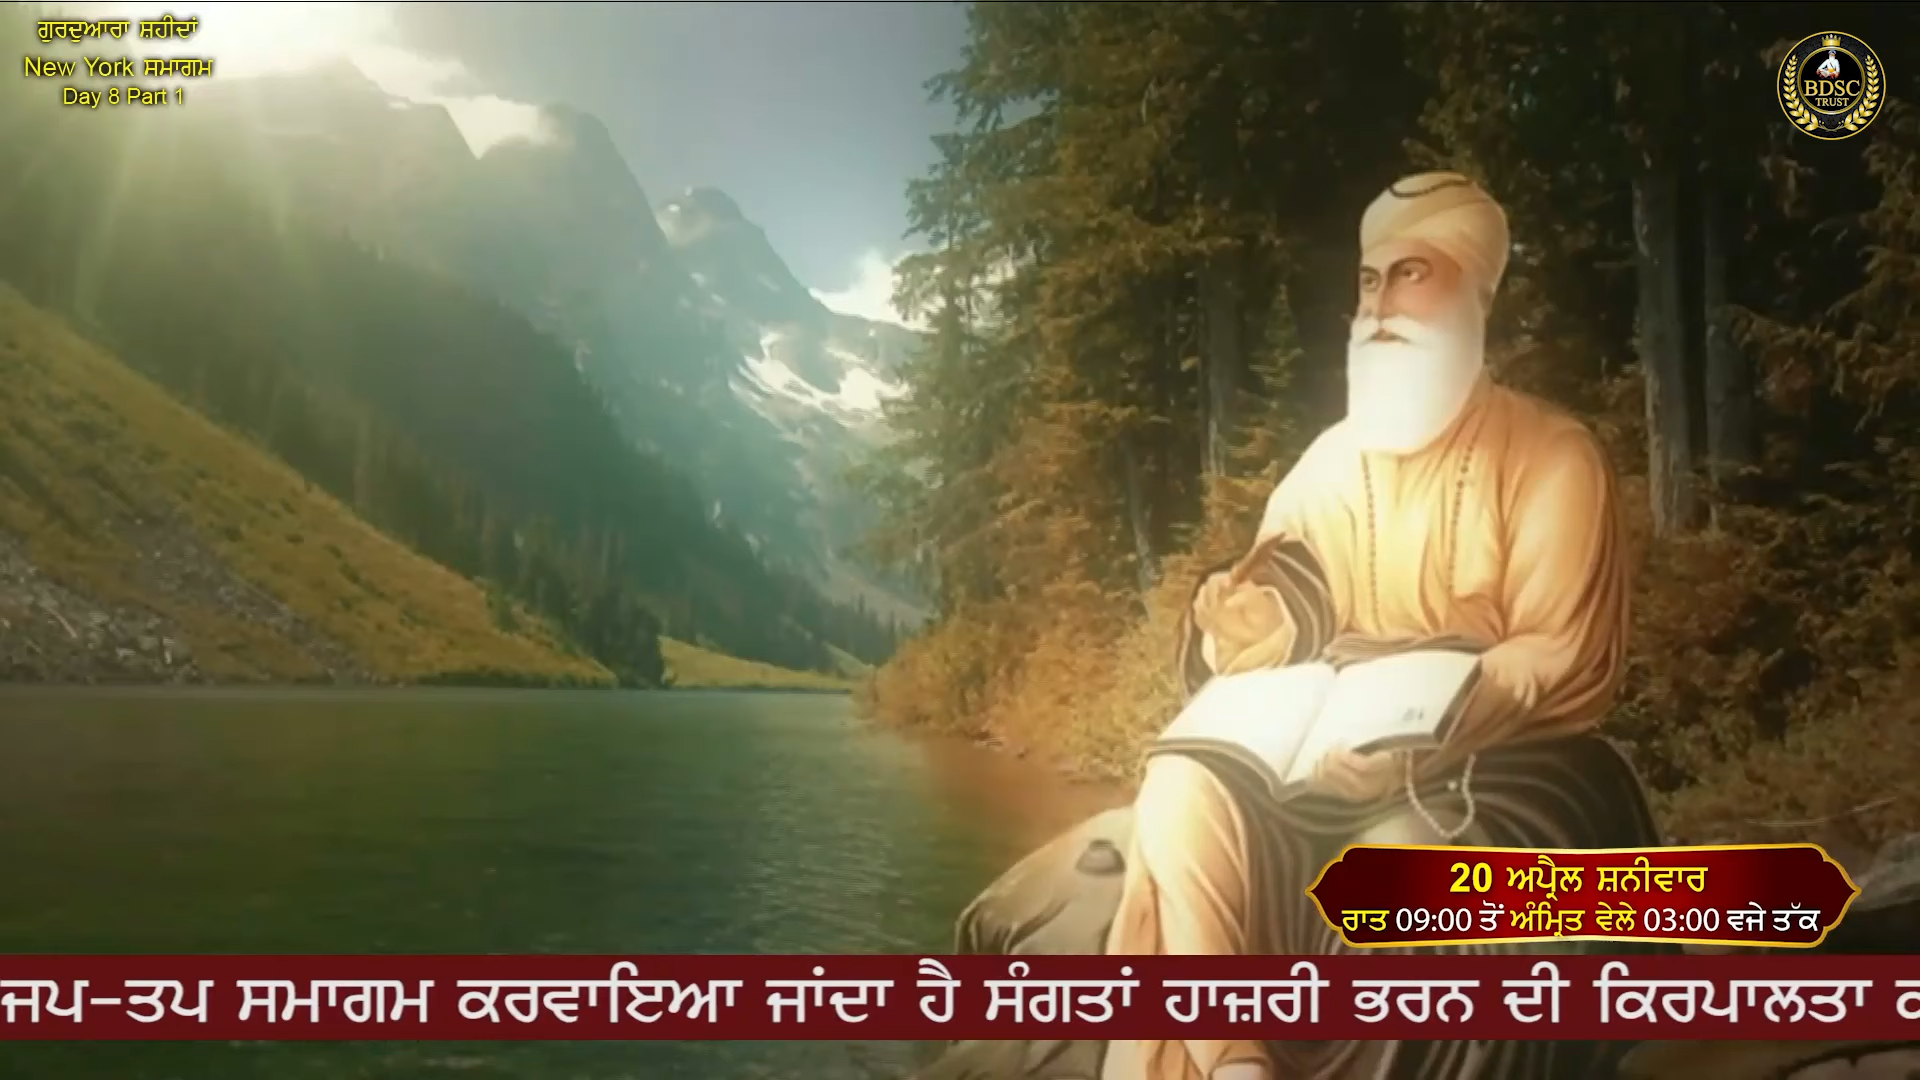 ਗੁਰਦੁਆਰਾ ਸ਼ਹੀਦਾਂ
New York ਸਮਾਗਮ
Day 8 Part 1
BDSC
TRUST
20 ਅਪ੍ਰੈਲ ਸ਼ਨੀਵਾਰ
ਰਾਤ 09:00 ਤੋਂ ਅੰਮ੍ਰਿਤ ਵੇਲੇ 03:00 ਵਜੇ ਤੱਕ
ਜਪ-ਤਪ ਸਮਾਗਮ ਕਰਵਾਇਆ ਜਾਂਦਾ ਹੈ ਸੰਗਤਾਂ ਹਾਜ਼ਰੀ ਭਰਨ ਦੀ ਕਿਰਪਾਲਤਾ